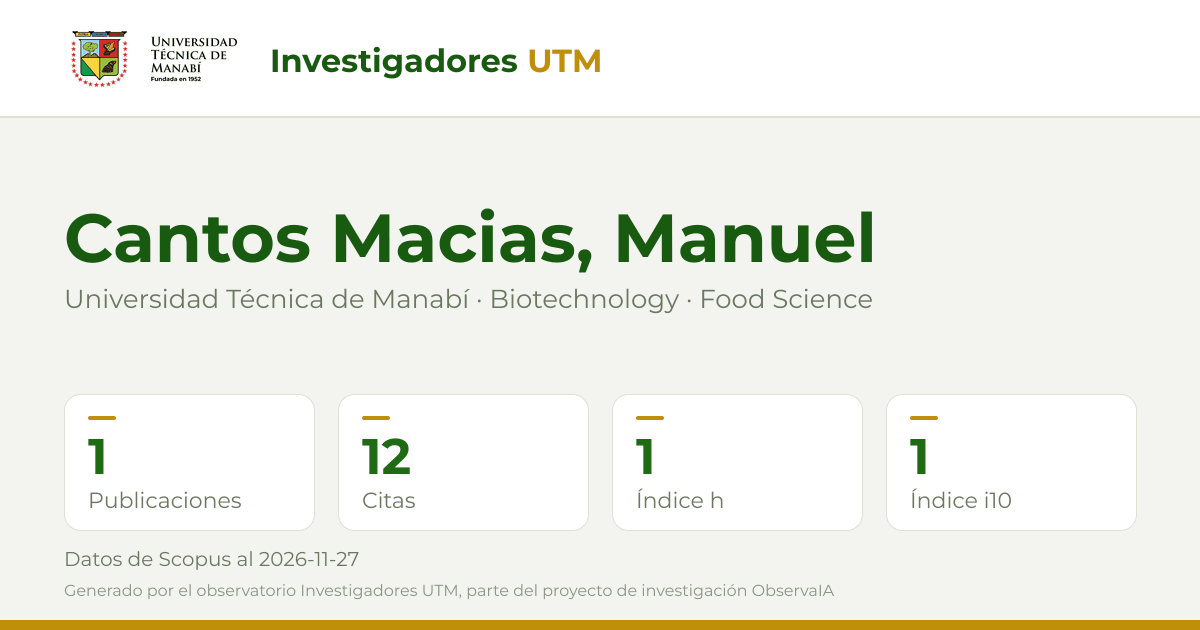 UNIVERSIDAD
TÉCNICA DE
MANABÍ
Fundada en 1952
Investigadores UTM
Cantos Macias, Manuel
Universidad Técnica de Manabí · Biotechnology · Food Science
1
Publicaciones
12
Citas
1
Índice h
1
Índice i10
Datos de Scopus al 2026-11-27
Generado por el observatorio Investigadores UTM, parte del proyecto de investigación ObservaIA